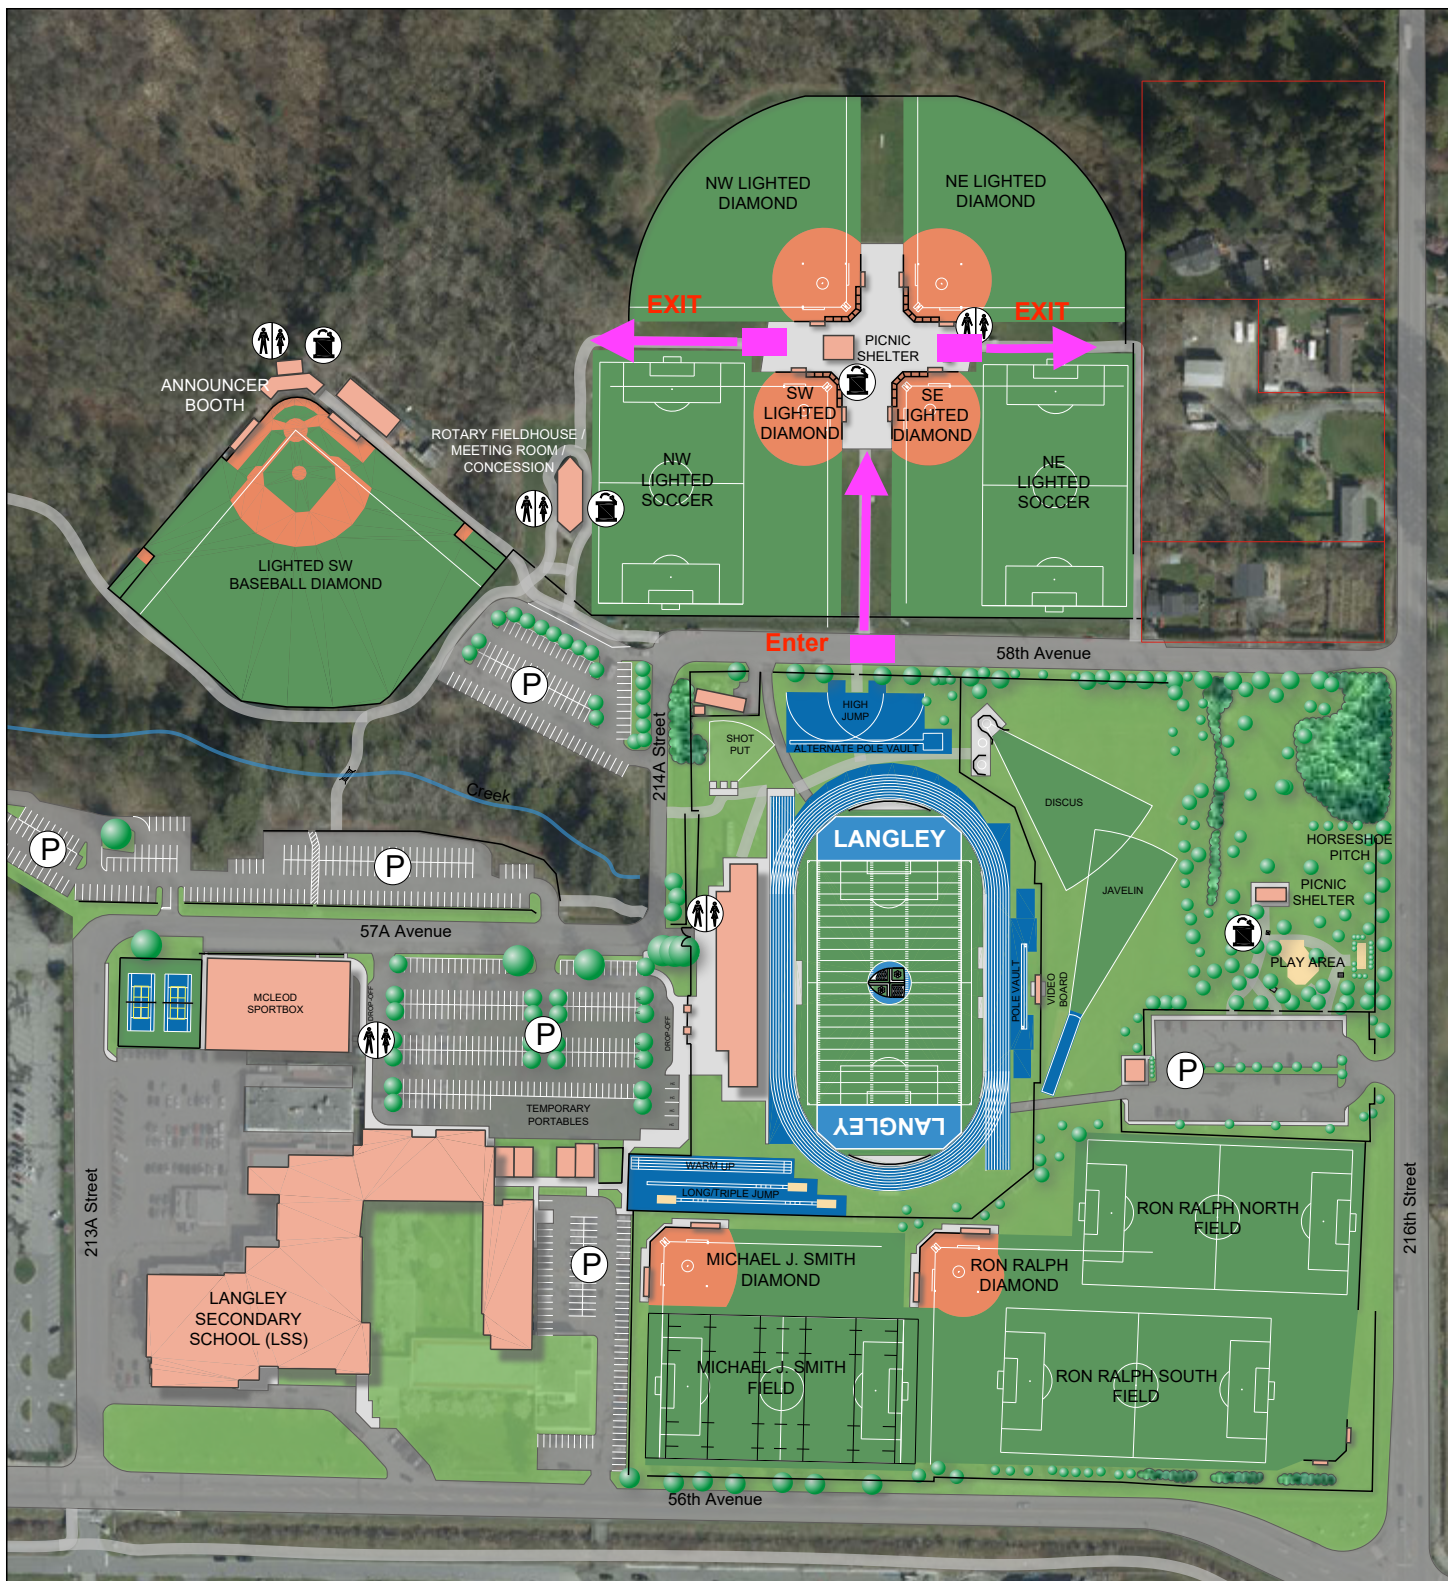 NW LIGHTED
DIAMOND
NE LIGHTED
DIAMOND
EXIT
EXIT
PICNIC
SHELTER
ANNOUNCER
BOOTH
SW
LIGHTED
DIAMOND
SE
LIGHTED
DIAMOND
ROTARY FIELDHOUSE /
MEETING ROOM /
CONCESSION
NW
LIGHTED
SOCCER
NE
LIGHTED
SOCCER
LIGHTED SW
BASEBALL DIAMOND
Enter
58th Avenue
P
HIGH
JUMP
ALTERNATE POLE VAULT
SHOT
PUT
214A Street
Creek
DISCUS
LANGLEY
HORSESHOE
PITCH
P
P
JAVELIN
PICNIC
SHELTER
57A Avenue
PLAY AREA
MCLEOD
SPORTBOX
DROP-OFF
P
DROP-OFF
POLE VAULT
VIDEO
BOARD
P
TEMPORARY
PORTABLES
LANGLEY
WARM UP
LONG/TRIPLE JUMP
213A Street
216th Street
RON RALPH NORTH
FIELD
MICHAEL J. SMITH
DIAMOND
RON RALPH
DIAMOND
P
LANGLEY
SECONDARY
SCHOOL (LSS)
MICHAEL J. SMITH
FIELD
RON RALPH SOUTH
FIELD
56th Avenue